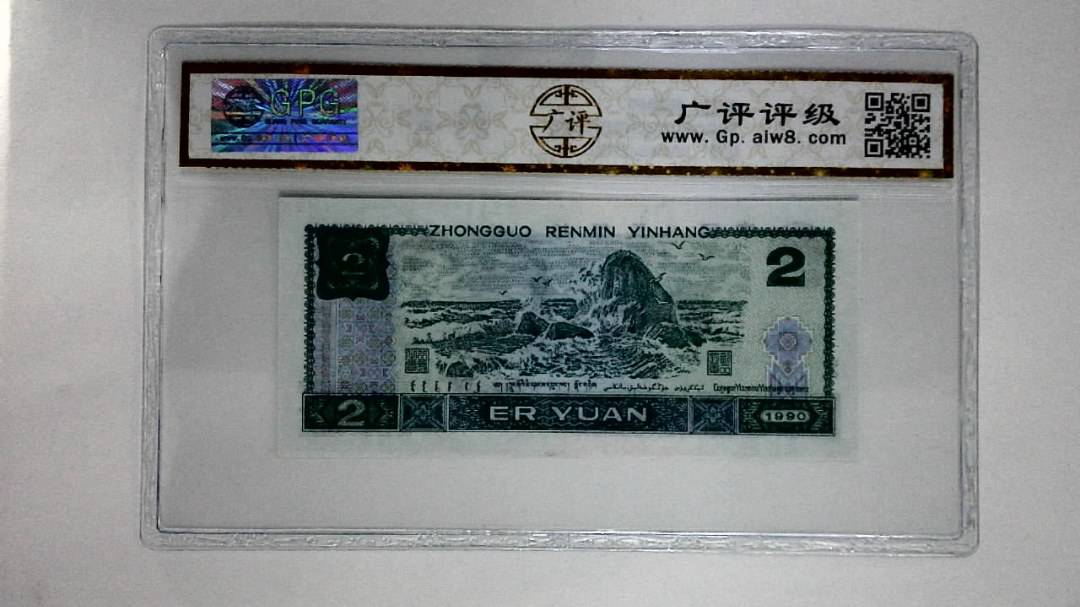 GPG
广评
广评评级
www. Gp. aiw8. com
ZHONGGUO RENMIN YINHANG
2
2
ER YUAN
1990